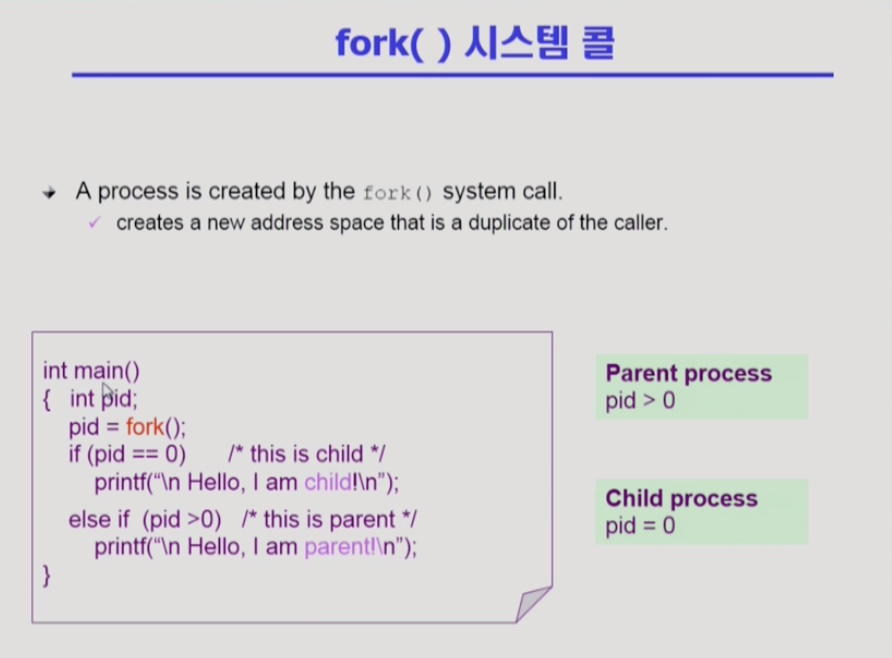 fork( ) 시스템 콜
A process is created by the fork() system call.
creates a new address space that is a duplicate of the caller.
int main()
{ int pid;
pid = fork();
if (pid == 0) /* this is child */
printf(“\n Hello, I am child!\n”);
else if (pid >0) /* this is parent */
printf(“\n Hello, I am parent!\n”);
}
Parent process
pid > 0
Child process
pid = 0